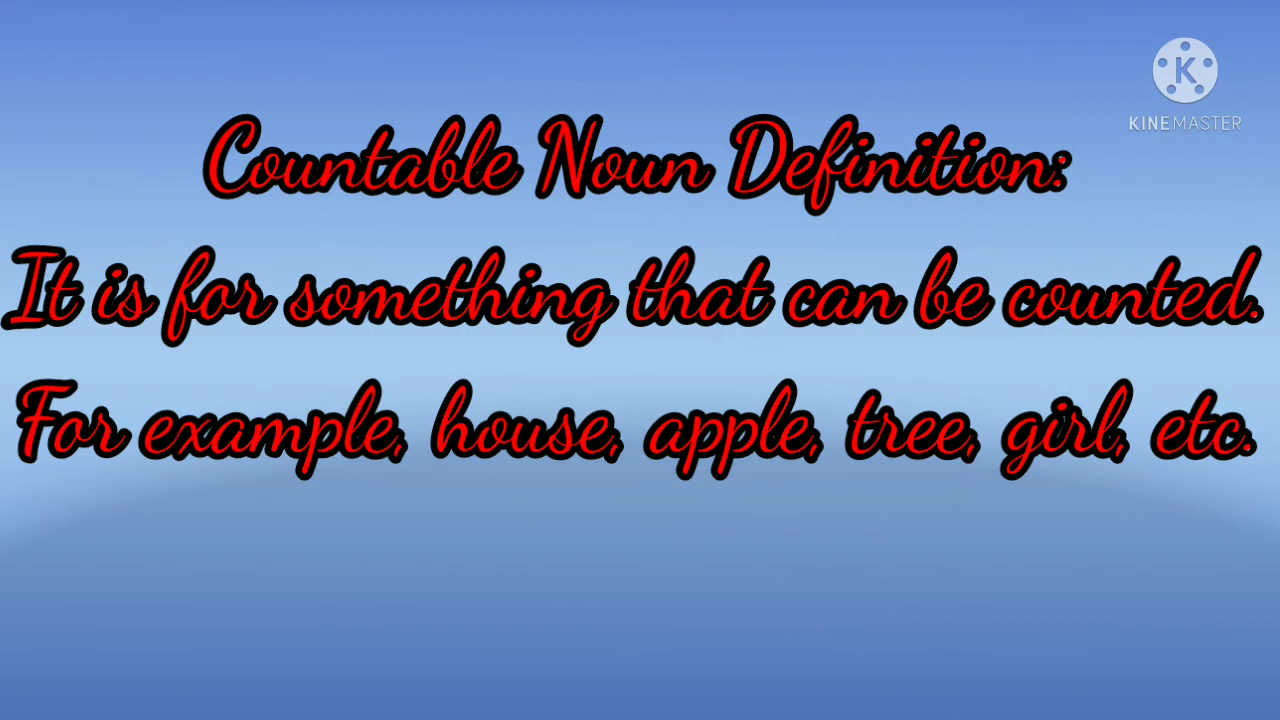 K
KINEMASTER
Countable Noun Definition:
It is for something that can be counted.
For example, house, apple, tree, girl, etc.